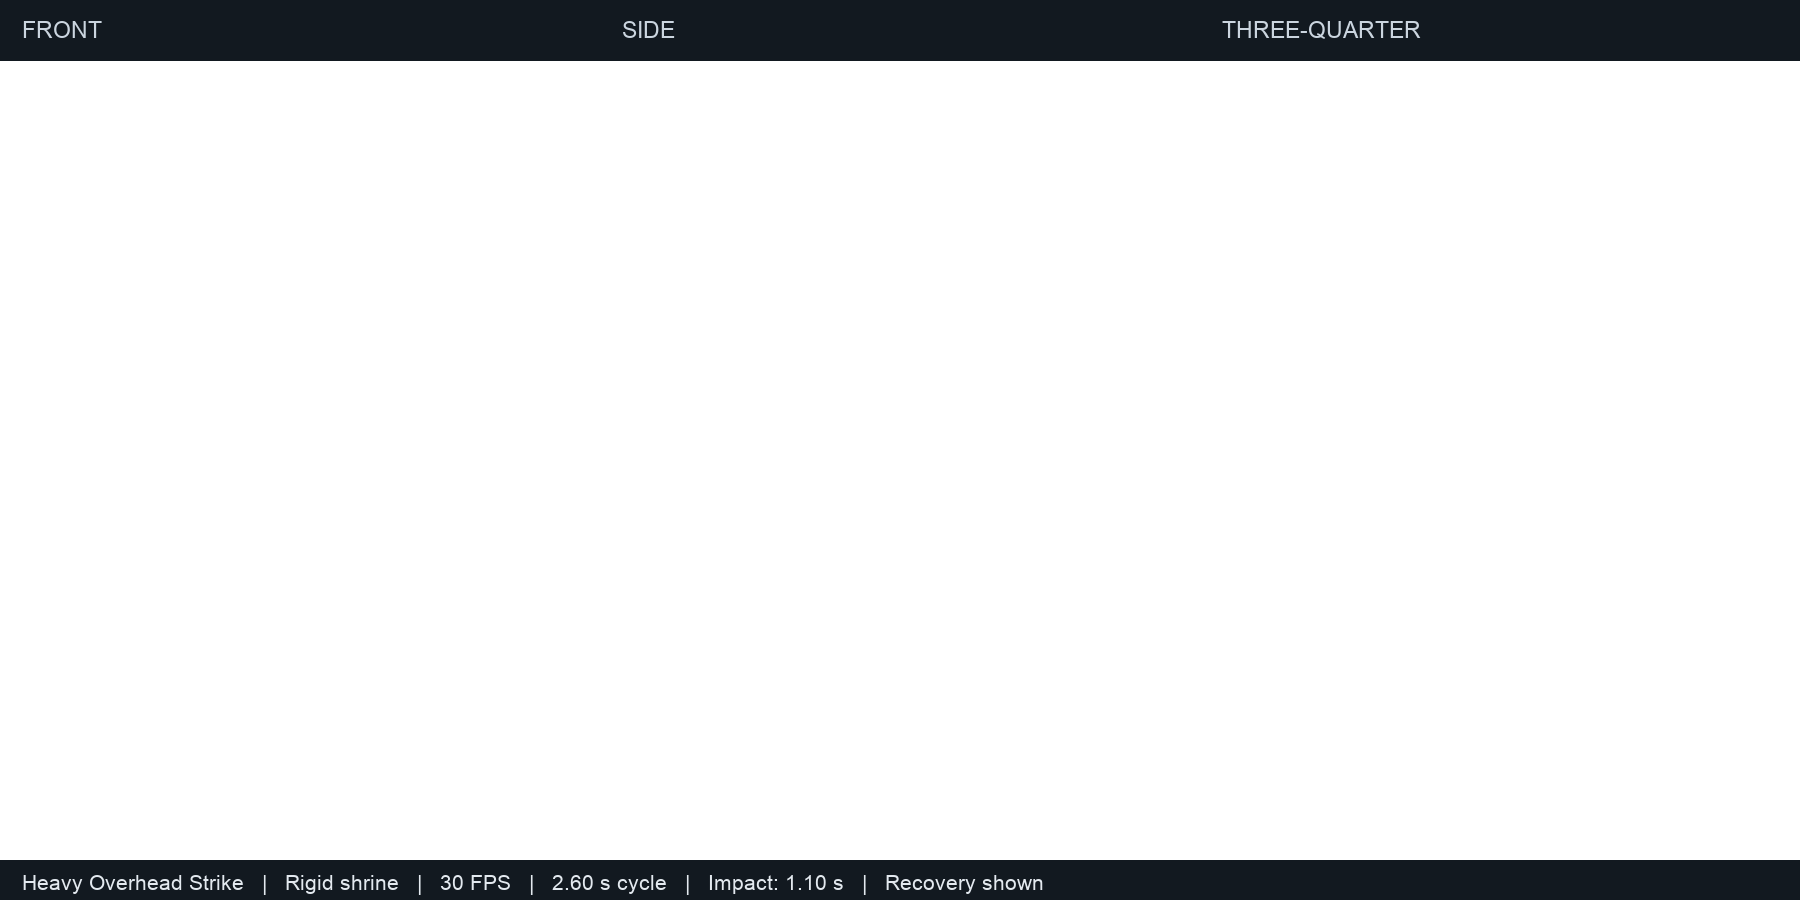 FRONT SIDE THREE-QUARTER
Heavy Overhead Strike | Rigid shrine | 30 FPS | 2.60 s cycle | Impact: 1.10 s | Recovery shown